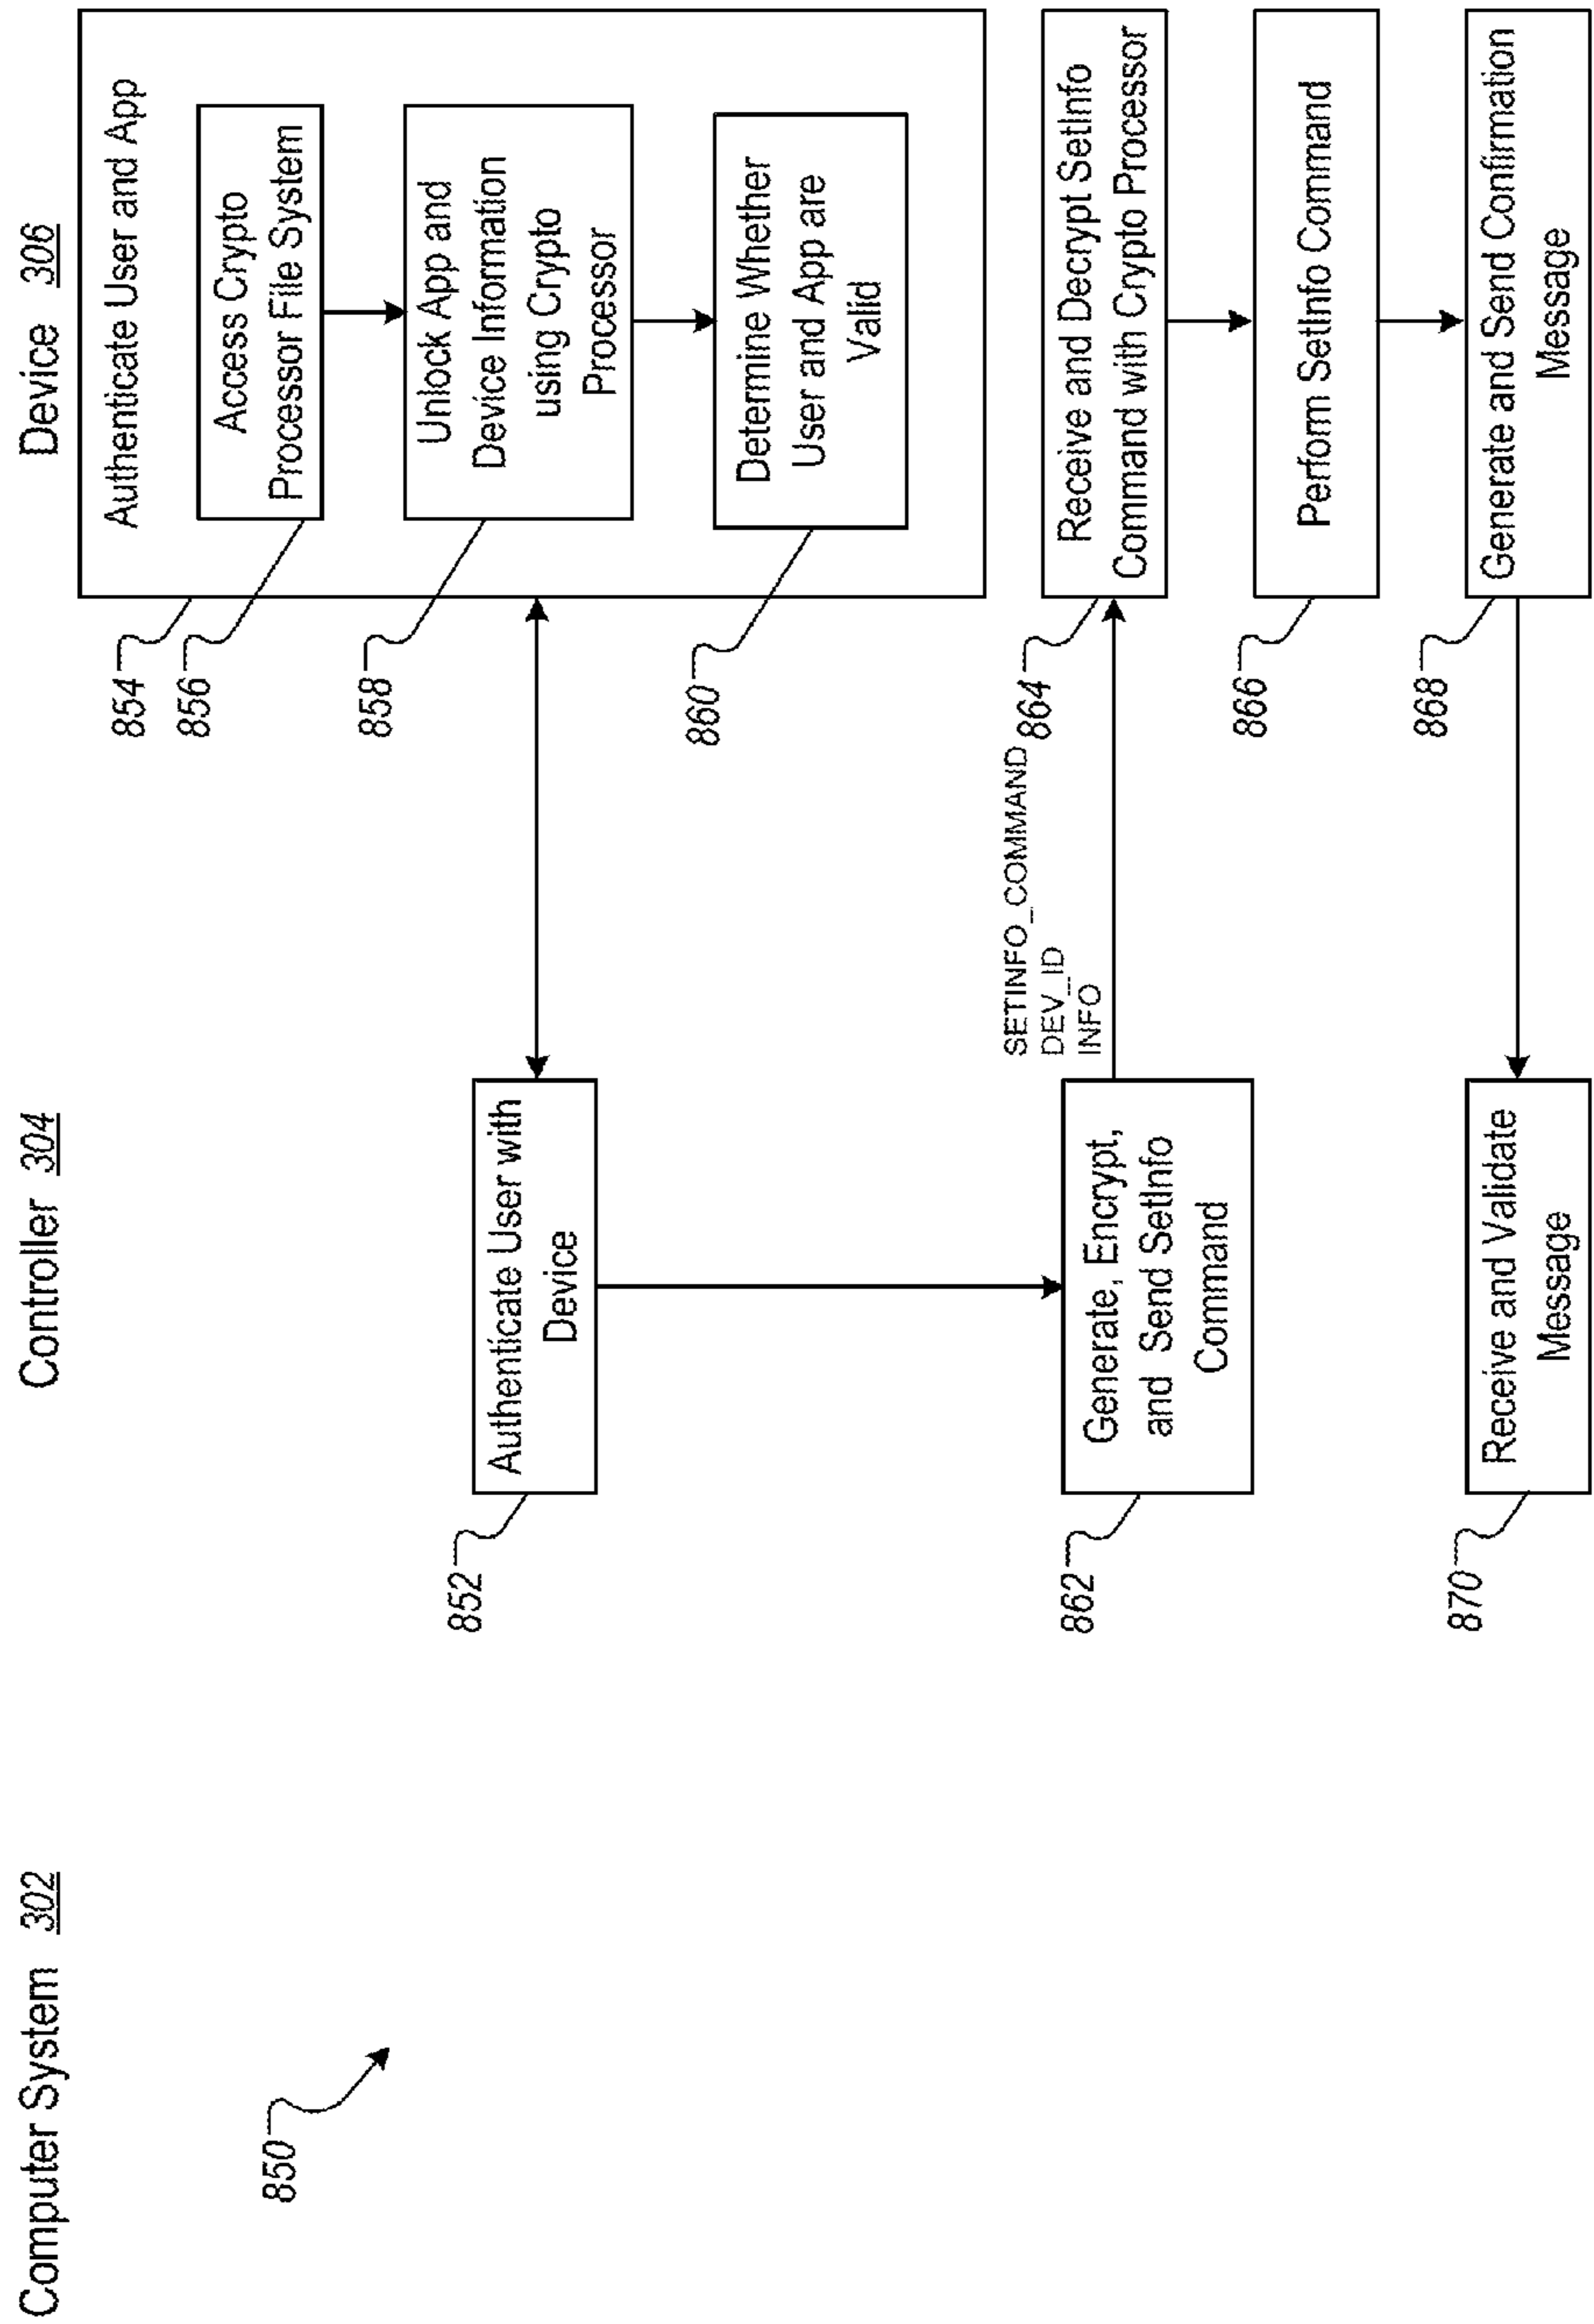 Computer System 302
Controller 304
Device 306
850
852
Authenticate User with
Device
854
Authenticate User and App
856
Access Crypto
Processor File System
858
Unlock App and
Device Information
using Crypto
Processor
860
Determine Whether
User and App are
Valid
862
Generate, Encrypt,
and Send SetInfo
Command
SETINFO_COMMAND
DEV_ID
INFO
864
Receive and Decrypt SetInfo
Command with Crypto Processor
866
Perform SetInfo Command
868
Generate and Send Confirmation
Message
870
Receive and Validate
Message